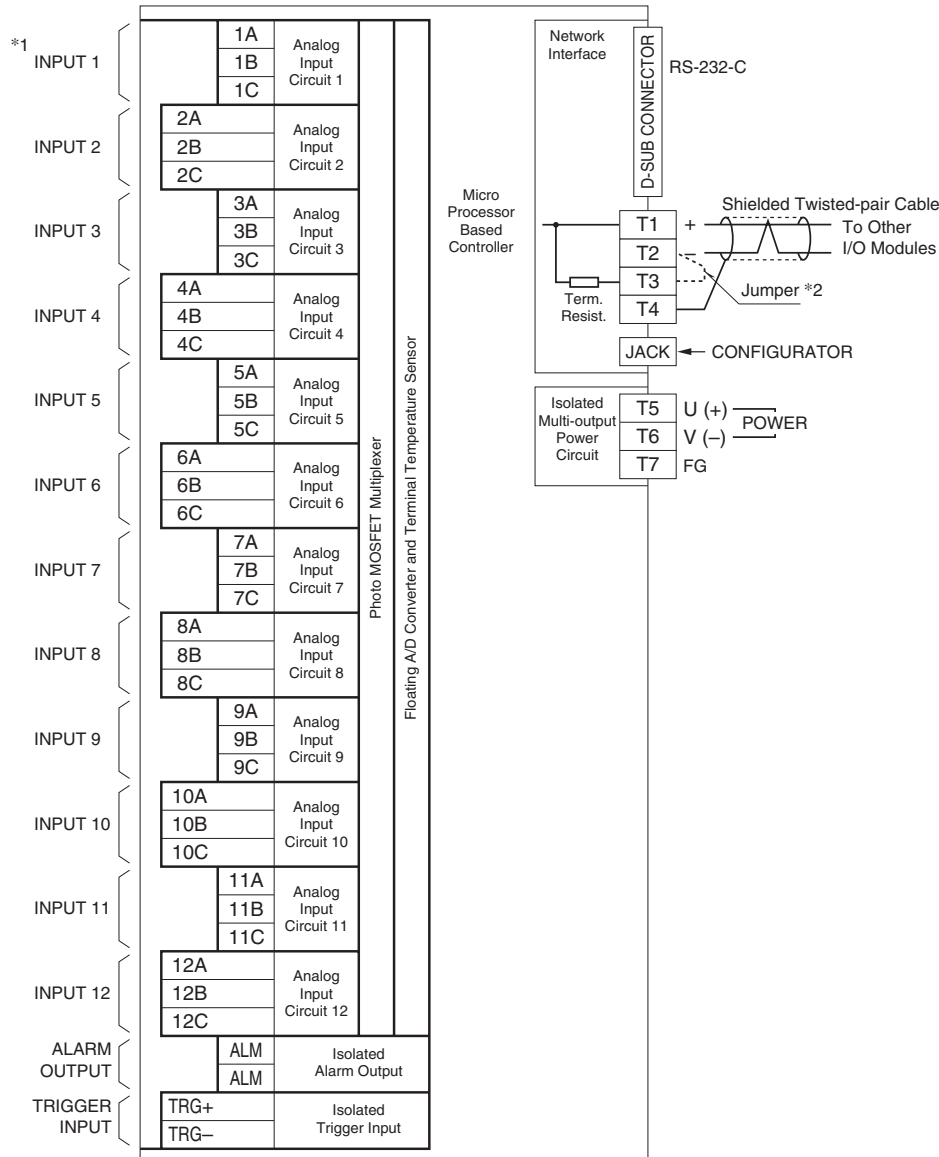 *1
INPUT 1
1A
1B
1C
Analog
Input
Circuit 1
INPUT 2
2A
2B
2C
Analog
Input
Circuit 2
INPUT 3
3A
3B
3C
Analog
Input
Circuit 3
INPUT 4
4A
4B
4C
Analog
Input
Circuit 4
INPUT 5
5A
5B
5C
Analog
Input
Circuit 5
INPUT 6
6A
6B
6C
Analog
Input
Circuit 6
INPUT 7
7A
7B
7C
Analog
Input
Circuit 7
INPUT 8
8A
8B
8C
Analog
Input
Circuit 8
INPUT 9
9A
9B
9C
Analog
Input
Circuit 9
INPUT 10
10A
10B
10C
Analog
Input
Circuit 10
INPUT 11
11A
11B
11C
Analog
Input
Circuit 11
INPUT 12
12A
12B
12C
Analog
Input
Circuit 12
ALARM
OUTPUT
ALM
ALM
Isolated
Alarm Output
TRIGGER
INPUT
TRG+
TRG–
Isolated
Trigger Input
Photo MOSFET Multiplexer
Floating A/D Converter and Terminal Temperature Sensor
Micro
Processor
Based
Controller
Network
Interface
D-SUB CONNECTOR
RS-232-C
T1
T2
T3
T4
+
–
Shielded Twisted-pair Cable
To Other
I/O Modules
Term.
Resist.
Jumper *2
JACK
CONFIGURATOR
Isolated
Multi-output
Power
Circuit
T5
T6
T7
U (+)
V (–)
FG
POWER